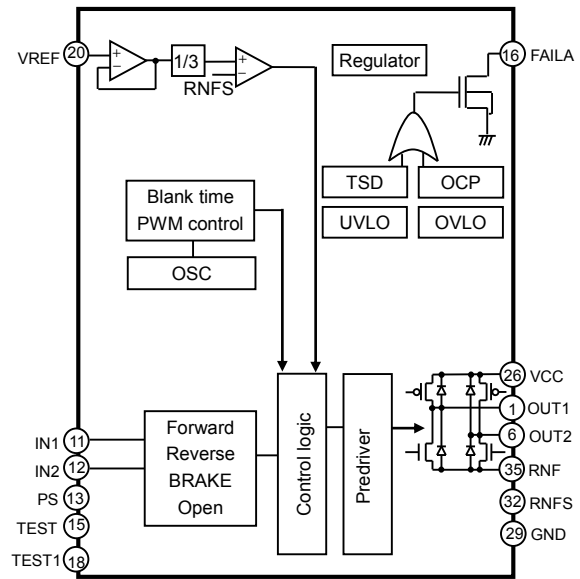 VREF 20
1/3
RNFS
Regulator
16 FAILA
TSD
OCP
UVLO
OVLO
Blank time
PWM control
OSC
Forward
Reverse
BRAKE
Open
Control logic
Predriver
26 VCC
1 OUT1
6 OUT2
35 RNF
32 RNFS
29 GND
IN1 11
IN2 12
PS 13
TEST 15
TEST1 18